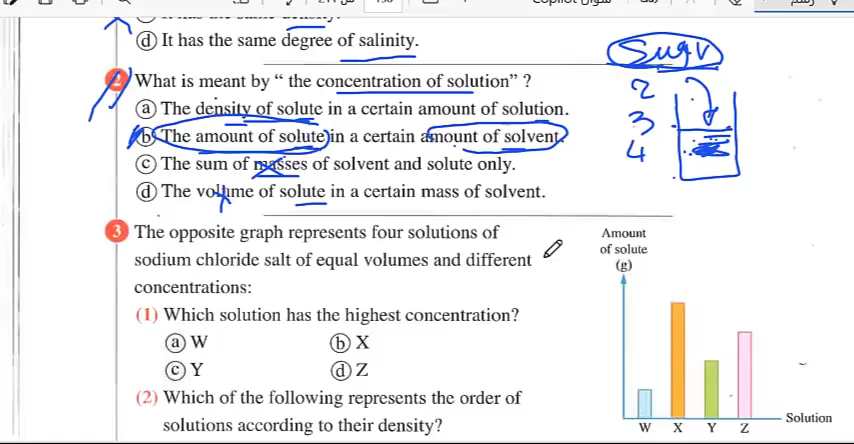 Copilot سؤال
رسم
ⓓ It has the same degree of salinity.
Sugar
2 What is meant by “ the concentration of solution” ?
ⓐ The density of solute in a certain amount of solution.
ⓑ The amount of solute in a certain amount of solvent.
ⓒ The sum of masses of solvent and solute only.
ⓓ The volume of solute in a certain mass of solvent.
2
3
4
3 The opposite graph represents four solutions of
sodium chloride salt of equal volumes and different
concentrations:
(1) Which solution has the highest concentration?
ⓐ W ⓑ X
ⓒ Y ⓓ Z
(2) Which of the following represents the order of
solutions according to their density?
Amount
of solute
(g)
W X Y Z
Solution